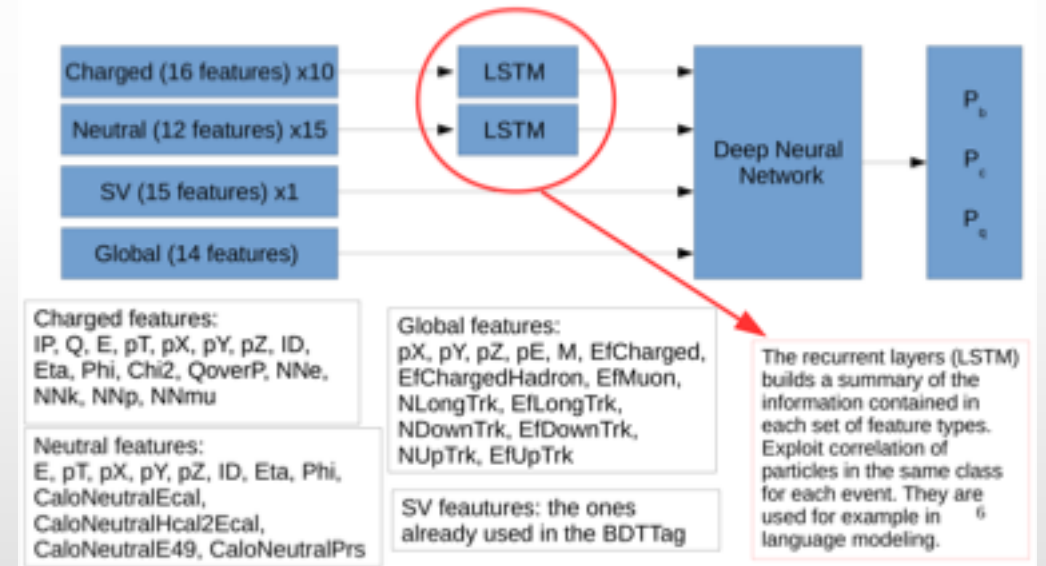 Charged (16 features) x10
LSTM
Neutral (12 features) x15
LSTM
SV (15 features) x1
Global (14 features)
Deep Neural
Network
P_b
P_c
P_q
Charged features:
IP, Q, E, pT, pX, pY, pZ, ID,
Eta, Phi, Chi2, QoverP, NNe,
NNk, NNp, NNmu
Neutral features:
E, pT, pX, pY, pZ, ID, Eta, Phi,
CaloNeutralEcal,
CaloNeutralHcal2Ecal,
CaloNeutralE49, CaloNeutralPrs
Global features:
pX, pY, pZ, pE, M, EfCharged,
EfChargedHadron, EfMuon,
NLongTrk, EfLongTrk,
NDownTrk, EfDownTrk,
NUpTrk, EfUpTrk
SV feautures: the ones
already used in the BDTTag
The recurrent layers (LSTM)
builds a summary of the
information contained in
each set of feature types.
Exploit correlation of
particles in the same class
for each event. They are
used for example in
language modeling.
6